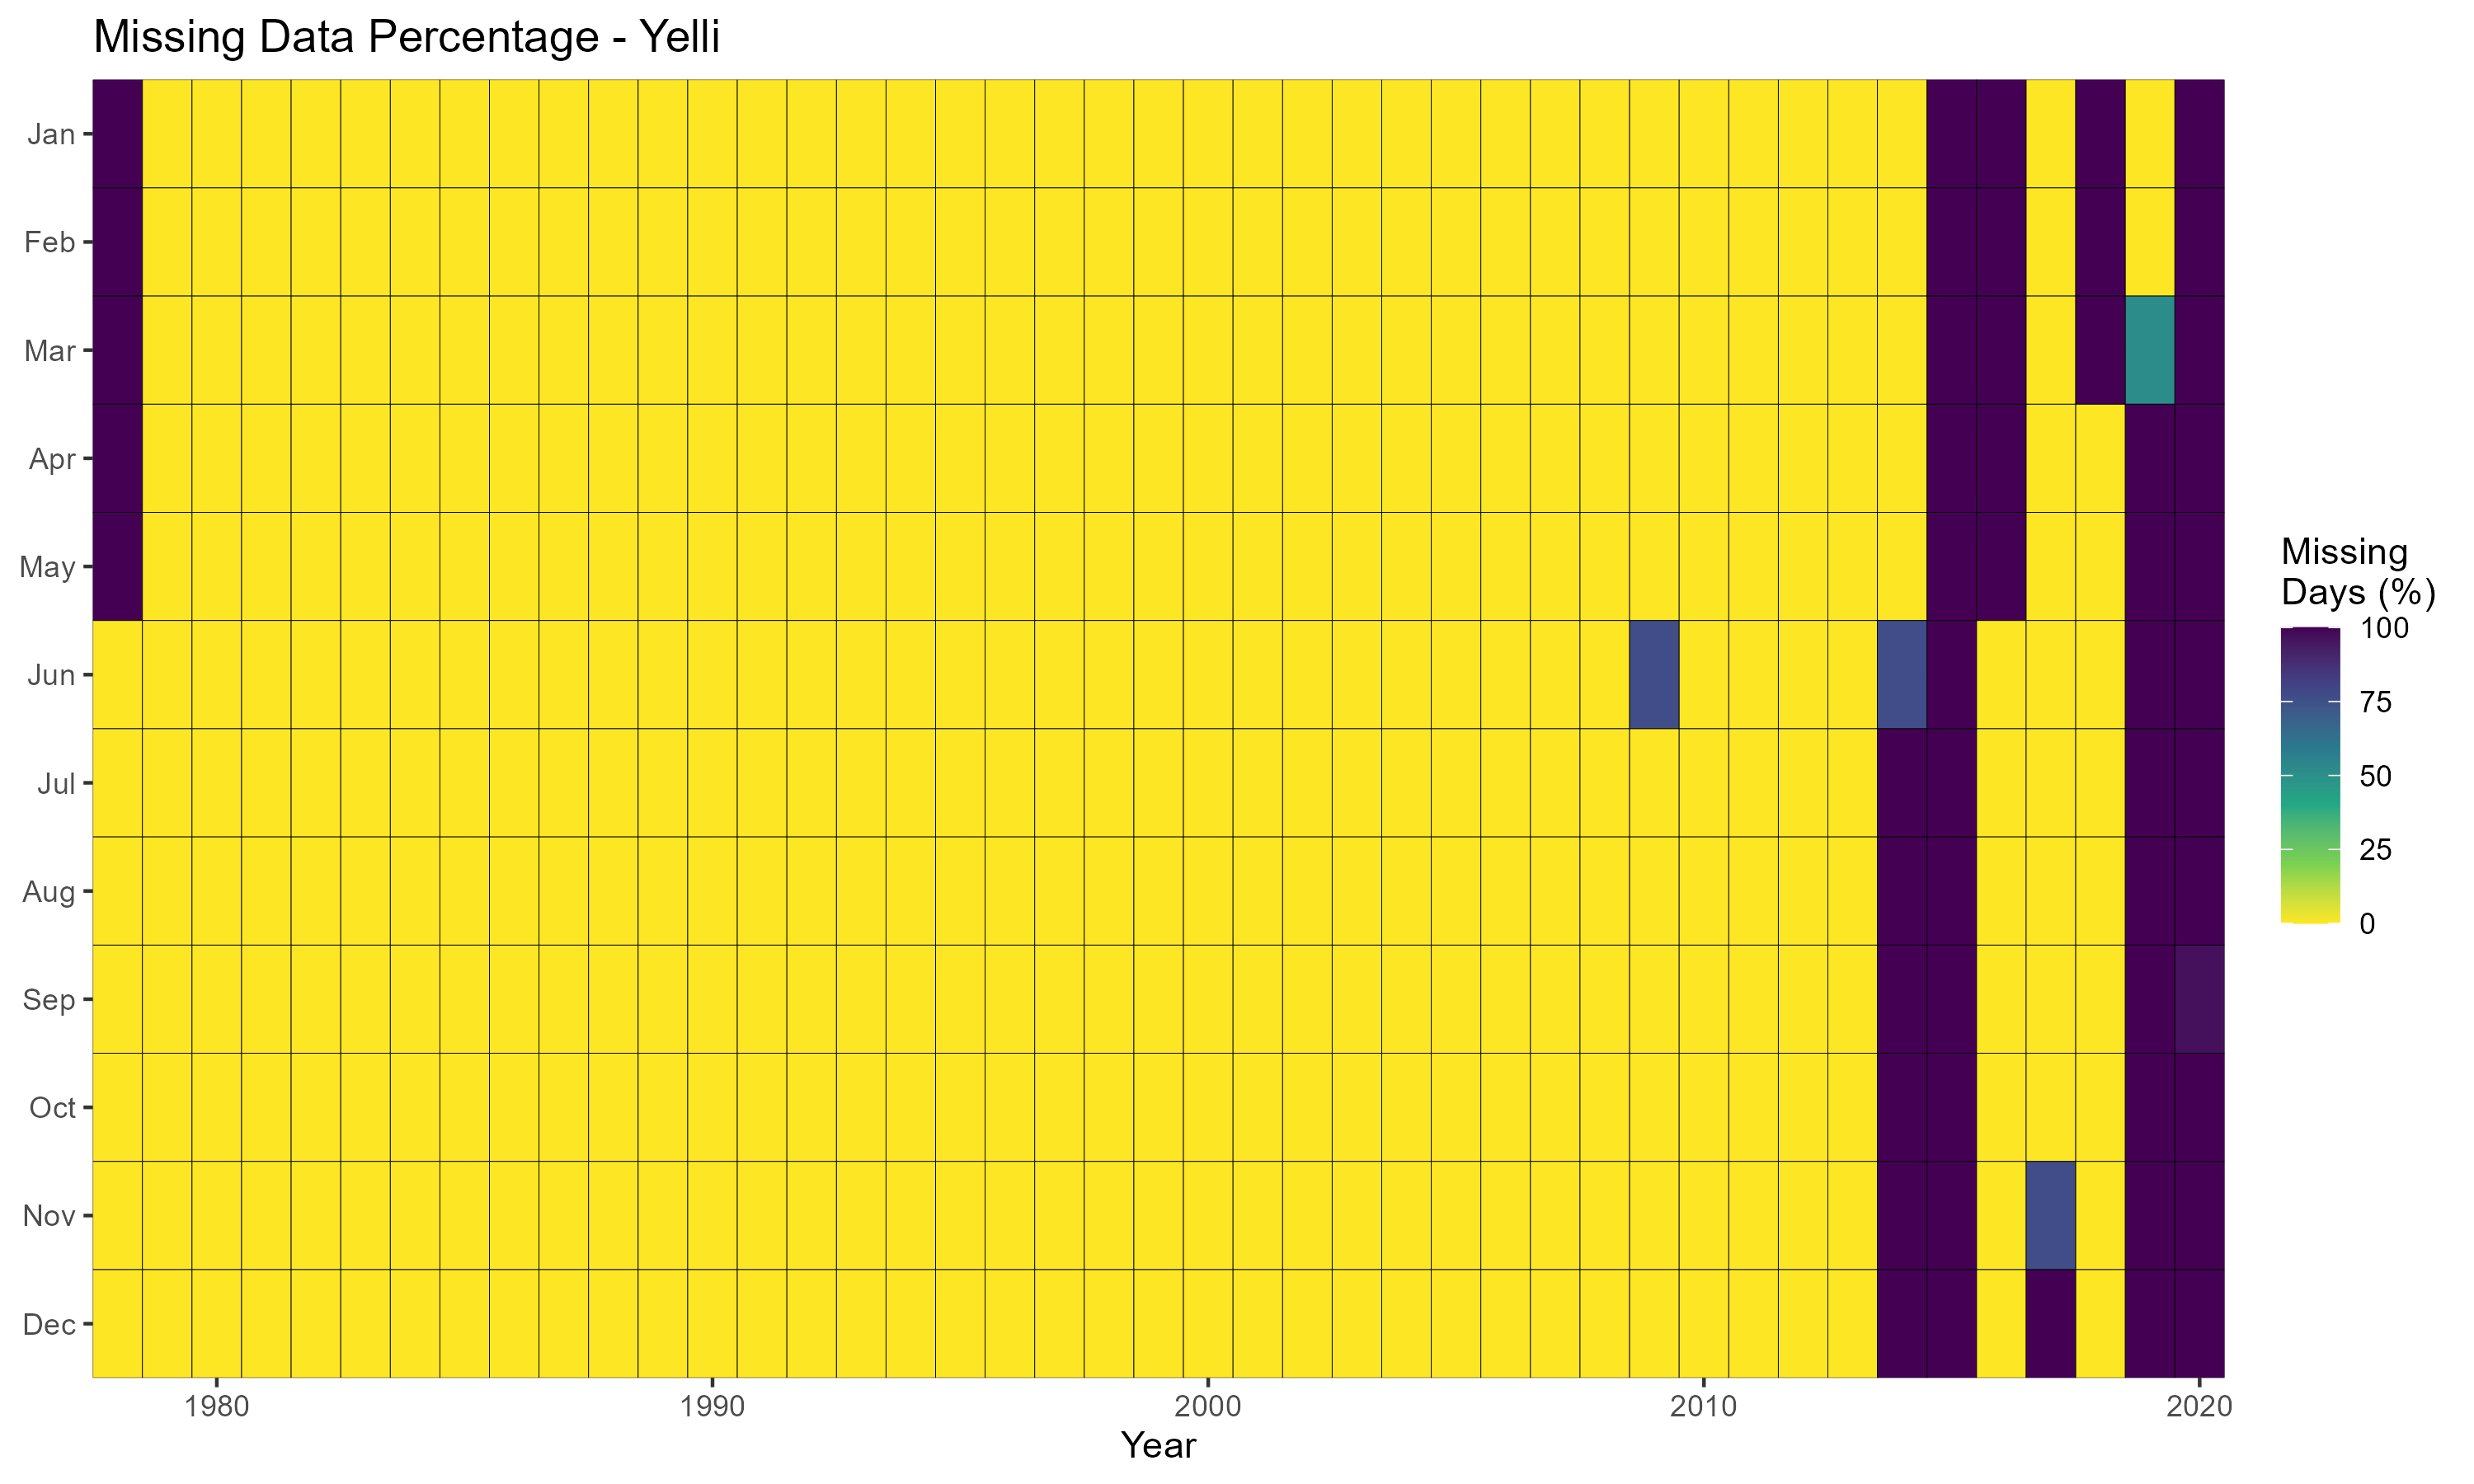 Missing Data Percentage - Yelli
Jan
Feb
Mar
Apr
May
Jun
Jul
Aug
Sep
Oct
Nov
Dec
1980 1990 2000 2010 2020
Year
Missing
Days (%)
100
75
50
25
0